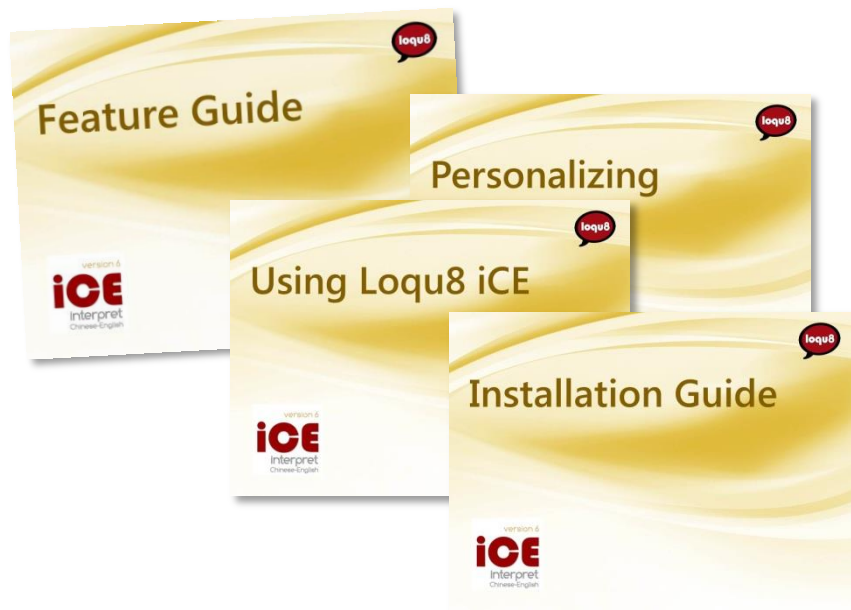 loqu8
Feature Guide
version 6
iCE
Interpret
Chinese-English
loqu8
Personalizing
loqu8
Using Loqu8 iCE
version 6
iCE
Interpret
Chinese-English
loqu8
Installation Guide
version 6
iCE
Interpret
Chinese-English